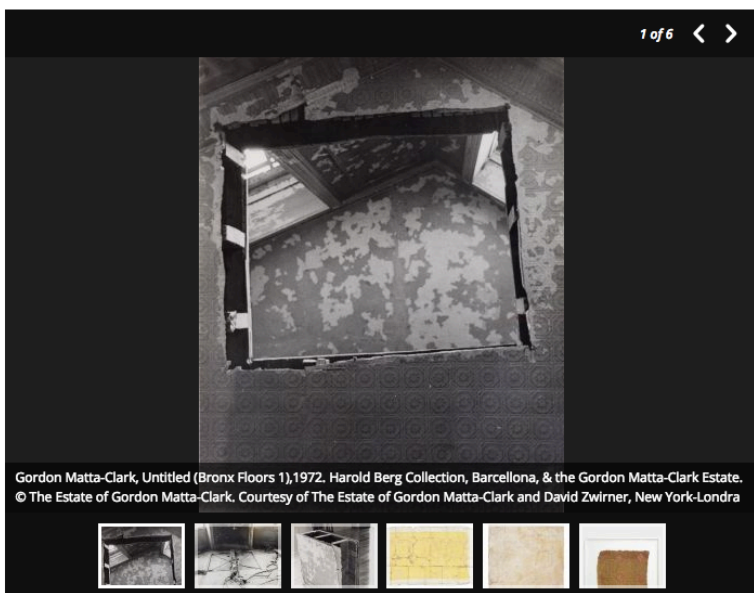 1 of 6
Gordon Matta-Clark, Untitled (Bronx Floors 1),1972. Harold Berg Collection, Barcellona, & the Gordon Matta-Clark Estate.
© The Estate of Gordon Matta-Clark. Courtesy of The Estate of Gordon Matta-Clark and David Zwirner, New York-Londra